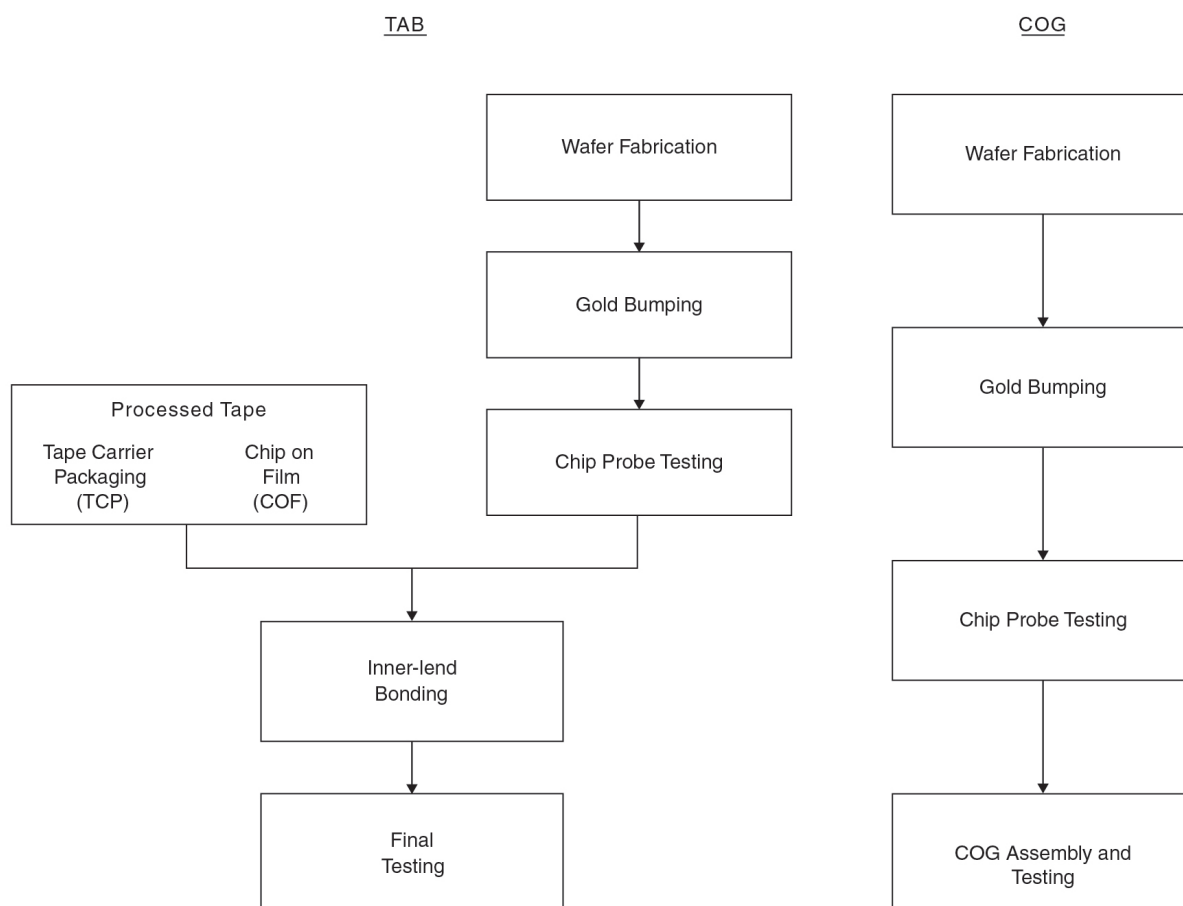 TAB
COG
Wafer Fabrication
Gold Bumping
Chip Probe Testing
Processed Tape
Tape Carrier
Packaging
(TCP)
Chip on
Film
(COF)
Inner-lend
Bonding
Final
Testing
Wafer Fabrication
Gold Bumping
Chip Probe Testing
COG Assembly and
Testing